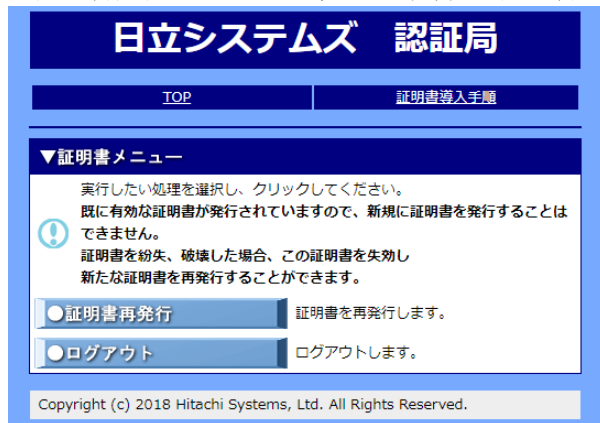 日立システムズ　認証局
TOP
証明書導入手順
▼証明書メニュー
実行したい処理を選択し、クリックしてください。
既に有効な証明書が発行されていますので、新規に証明書を発行することは
できません。
証明書を紛失、破壊した場合、この証明書を失効し
新たな証明書を再発行することができます。
●証明書再発行
証明書を再発行します。
●ログアウト
ログアウトします。
Copyright (c) 2018 Hitachi Systems, Ltd. All Rights Reserved.